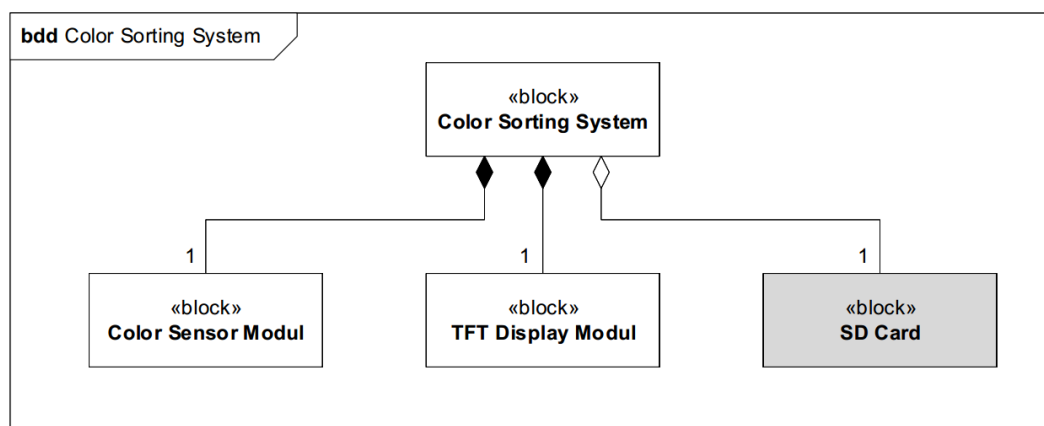 bdd Color Sorting System
«block»
Color Sorting System
1
1
1
«block»
Color Sensor Modul
«block»
TFT Display Modul
«block»
SD Card